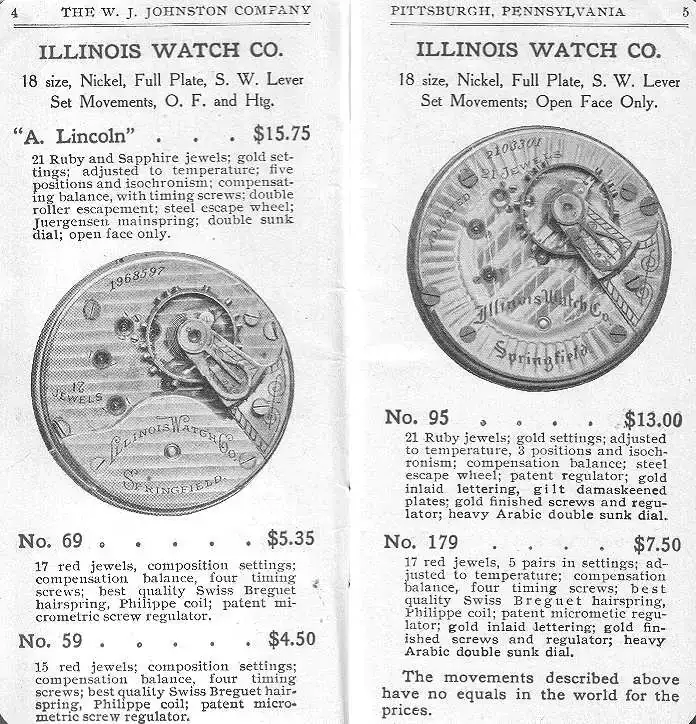 4 THE W. J. JOHNSTON COMPANY
ILLINOIS WATCH CO.
18 size, Nickel, Full Plate, S. W. Lever
Set Movements, O. F. and Htg.
"A. Lincoln" . . . $15.75
21 Ruby and Sapphire jewels; gold set-
tings; adjusted to temperature; five
positions and isochronism; compensat-
ing balance, with timing screws; double
roller escapement; steel escape wheel;
Juergensen mainspring; double sunk
dial; open face only.
1968597
17
JEWELS
ILLINOIS WATCH CO.
SPRINGFIELD.
No. 69 . . . . . $5.35
17 red jewels, composition settings;
compensation balance, four timing
screws; best quality Swiss Breguet
hairspring, Philippe coil; patent mi-
crometric screw regulator.
No. 59 . . . . . $4.50
15 red jewels; composition settings;
compensation balance, four timing
screws; best quality Swiss Breguet hair-
spring, Philippe coil; patent micro-
metric screw regulator.
PITTSBURGH, PENNSYLVANIA 5
ILLINOIS WATCH CO.
18 size, Nickel, Full Plate, S. W. Lever
Set Movements; Open Face Only.
2103301
21 JEWELS
ADJUSTED
Illinois Watch Co
Springfield.
No. 95 . . . . $13.00
21 Ruby jewels; gold settings; adjusted
to temperature, 3 positions and isoch-
ronism; compensation balance; steel
escape wheel; patent regulator; gold
inlaid lettering, gilt damaskeened
plates; gold finished screws and regu-
lator; heavy Arabic double sunk dial.
No. 179 . . . . $7.50
17 red jewels, 5 pairs in settings; ad-
justed to temperature; compensation
balance, four timing screws; best
quality Swiss Breguet hairspring,
Philippe coil; patent micrometic regu-
lator; gold inlaid lettering; gold fin-
ished screws and regulator; heavy
Arabic double sunk dial.
The movements described above
have no equals in the world for the
prices.